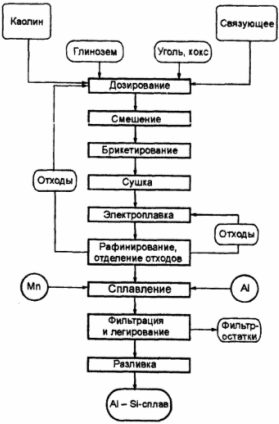 Каолин
Связующее
Глинозем
Уголь, кокс
Дозирование
Смешение
Брикетирование
Сушка
Отходы
Электроплавка
Отходы
Рафинирование,
отделение отходов
Mn
Сплавление
Al
Фильтрация
и легирование
Фильтр-
остатки
Разливка
Al – Si-сплав